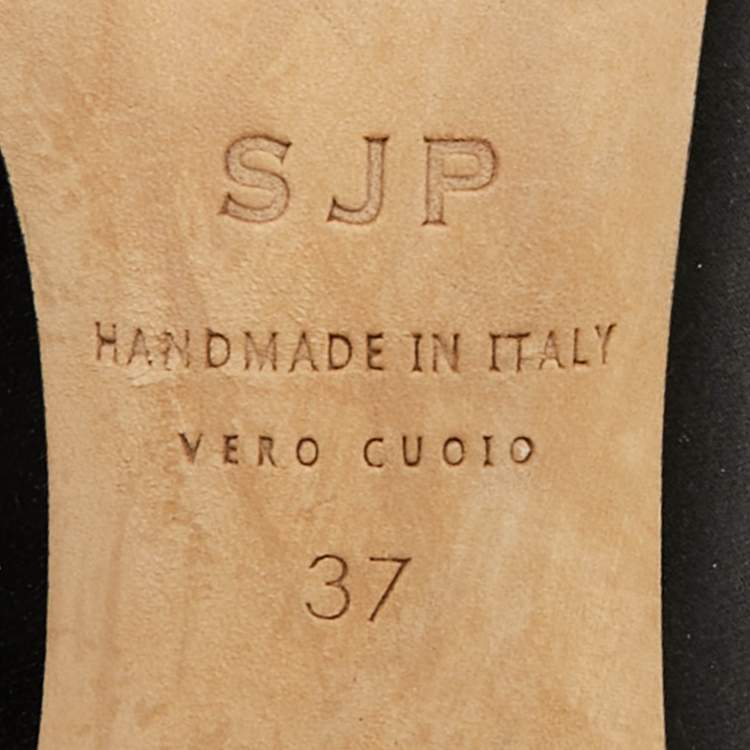 SJP
HANDMADE IN ITALY
VERO CUOIO
37